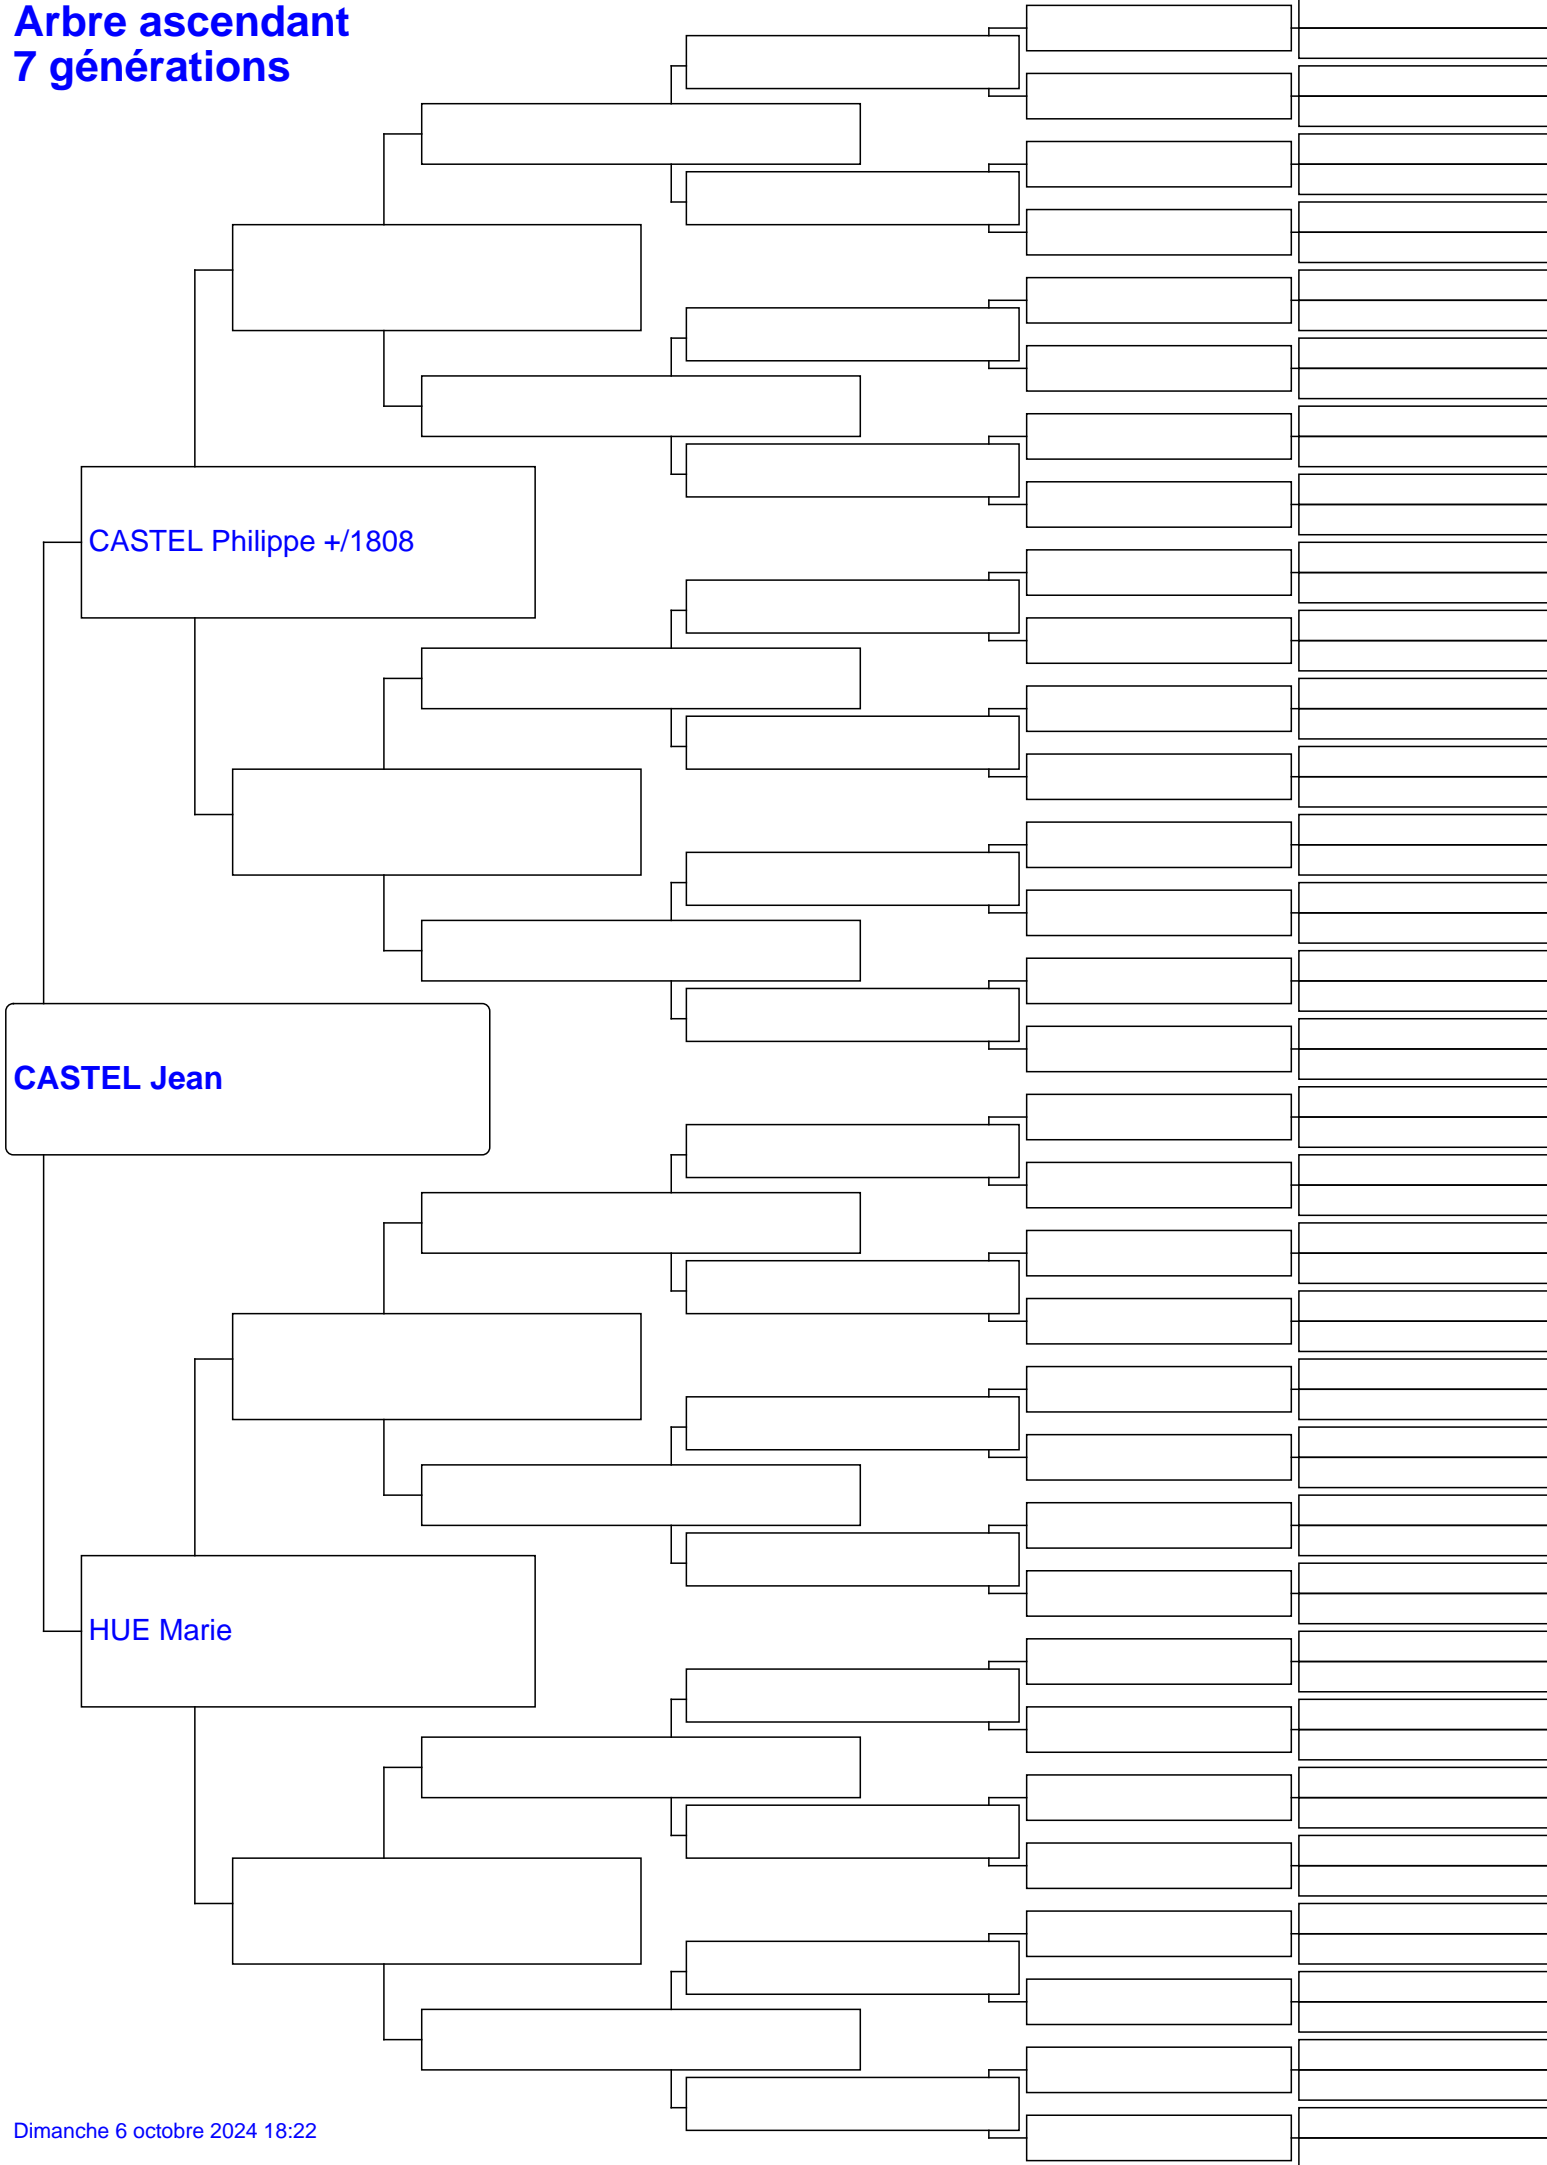 Arbre ascendant
7 générations
CASTEL Philippe +/1808
CASTEL Jean
HUE Marie
Dimanche 6 octobre 2024 18:22